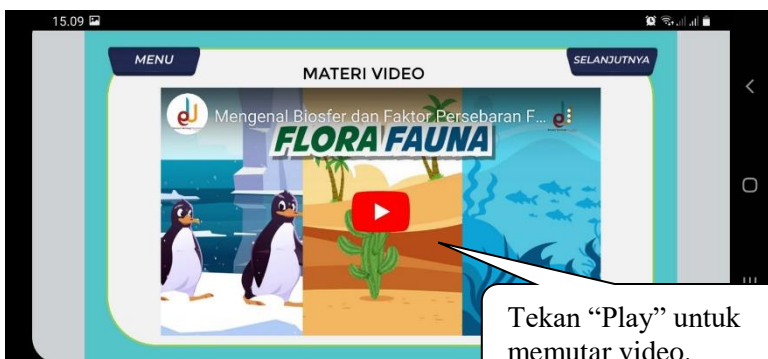 15.09
MENU
SELANJUTNYA
MATERI VIDEO
Mengenal Biosfer dan Faktor Persebaran F...
FLORA FAUNA
Tekan “Play” untuk
memutar video.